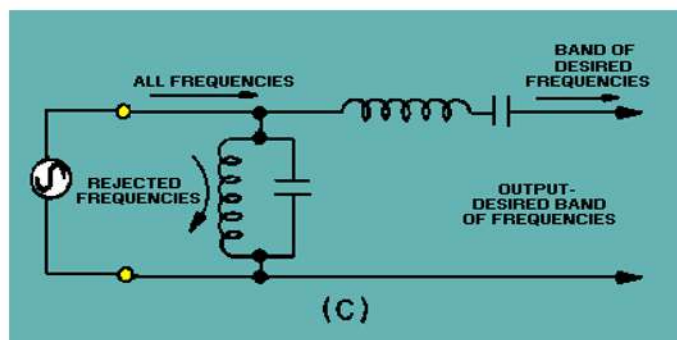 ALL FREQUENCIES
BAND OF
DESIRED
FREQUENCIES
REJECTED
FREQUENCIES
OUTPUT-
DESIRED BAND
OF FREQUENCIES
(C)